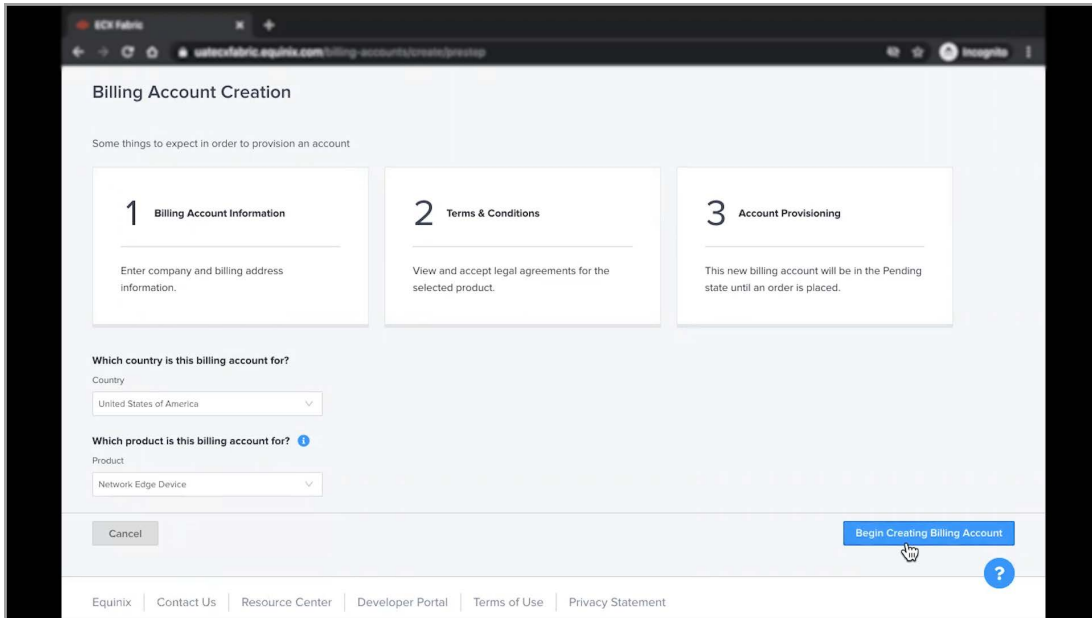 ECX Fabric
uatecxfabric.equinix.com/billing-accounts/create/prestep
Incognito
Billing Account Creation
Some things to expect in order to provision an account
1 Billing Account Information
Enter company and billing address
information.
2 Terms & Conditions
View and accept legal agreements for the
selected product.
3 Account Provisioning
This new billing account will be in the Pending
state until an order is placed.
Which country is this billing account for?
Country
United States of America
Which product is this billing account for?
Product
Network Edge Device
Cancel
Begin Creating Billing Account
?
Equinix
Contact Us
Resource Center
Developer Portal
Terms of Use
Privacy Statement